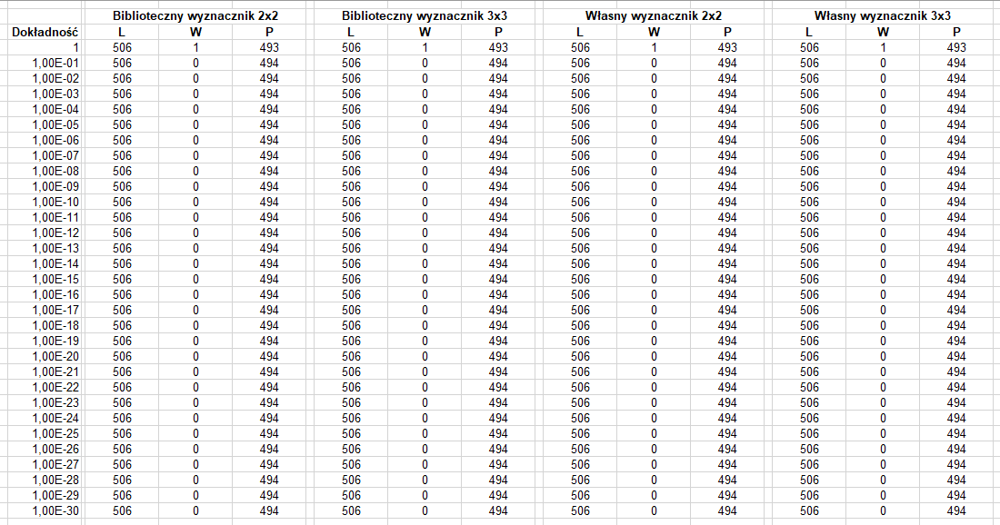 Biblioteczny wyznacznik 2x2 Biblioteczny wyznacznik 3x3 Własny wyznacznik 2x2 Własny wyznacznik 3x3
Dokładność L W P L W P L W P L W P
1 506 1 493 506 1 493 506 1 493 506 1 493
1,00E-01 506 0 494 506 0 494 506 0 494 506 0 494
1,00E-02 506 0 494 506 0 494 506 0 494 506 0 494
1,00E-03 506 0 494 506 0 494 506 0 494 506 0 494
1,00E-04 506 0 494 506 0 494 506 0 494 506 0 494
1,00E-05 506 0 494 506 0 494 506 0 494 506 0 494
1,00E-06 506 0 494 506 0 494 506 0 494 506 0 494
1,00E-07 506 0 494 506 0 494 506 0 494 506 0 494
1,00E-08 506 0 494 506 0 494 506 0 494 506 0 494
1,00E-09 506 0 494 506 0 494 506 0 494 506 0 494
1,00E-10 506 0 494 506 0 494 506 0 494 506 0 494
1,00E-11 506 0 494 506 0 494 506 0 494 506 0 494
1,00E-12 506 0 494 506 0 494 506 0 494 506 0 494
1,00E-13 506 0 494 506 0 494 506 0 494 506 0 494
1,00E-14 506 0 494 506 0 494 506 0 494 506 0 494
1,00E-15 506 0 494 506 0 494 506 0 494 506 0 494
1,00E-16 506 0 494 506 0 494 506 0 494 506 0 494
1,00E-17 506 0 494 506 0 494 506 0 494 506 0 494
1,00E-18 506 0 494 506 0 494 506 0 494 506 0 494
1,00E-19 506 0 494 506 0 494 506 0 494 506 0 494
1,00E-20 506 0 494 506 0 494 506 0 494 506 0 494
1,00E-21 506 0 494 506 0 494 506 0 494 506 0 494
1,00E-22 506 0 494 506 0 494 506 0 494 506 0 494
1,00E-23 506 0 494 506 0 494 506 0 494 506 0 494
1,00E-24 506 0 494 506 0 494 506 0 494 506 0 494
1,00E-25 506 0 494 506 0 494 506 0 494 506 0 494
1,00E-26 506 0 494 506 0 494 506 0 494 506 0 494
1,00E-27 506 0 494 506 0 494 506 0 494 506 0 494
1,00E-28 506 0 494 506 0 494 506 0 494 506 0 494
1,00E-29 506 0 494 506 0 494 506 0 494 506 0 494
1,00E-30 506 0 494 506 0 494 506 0 494 506 0 494